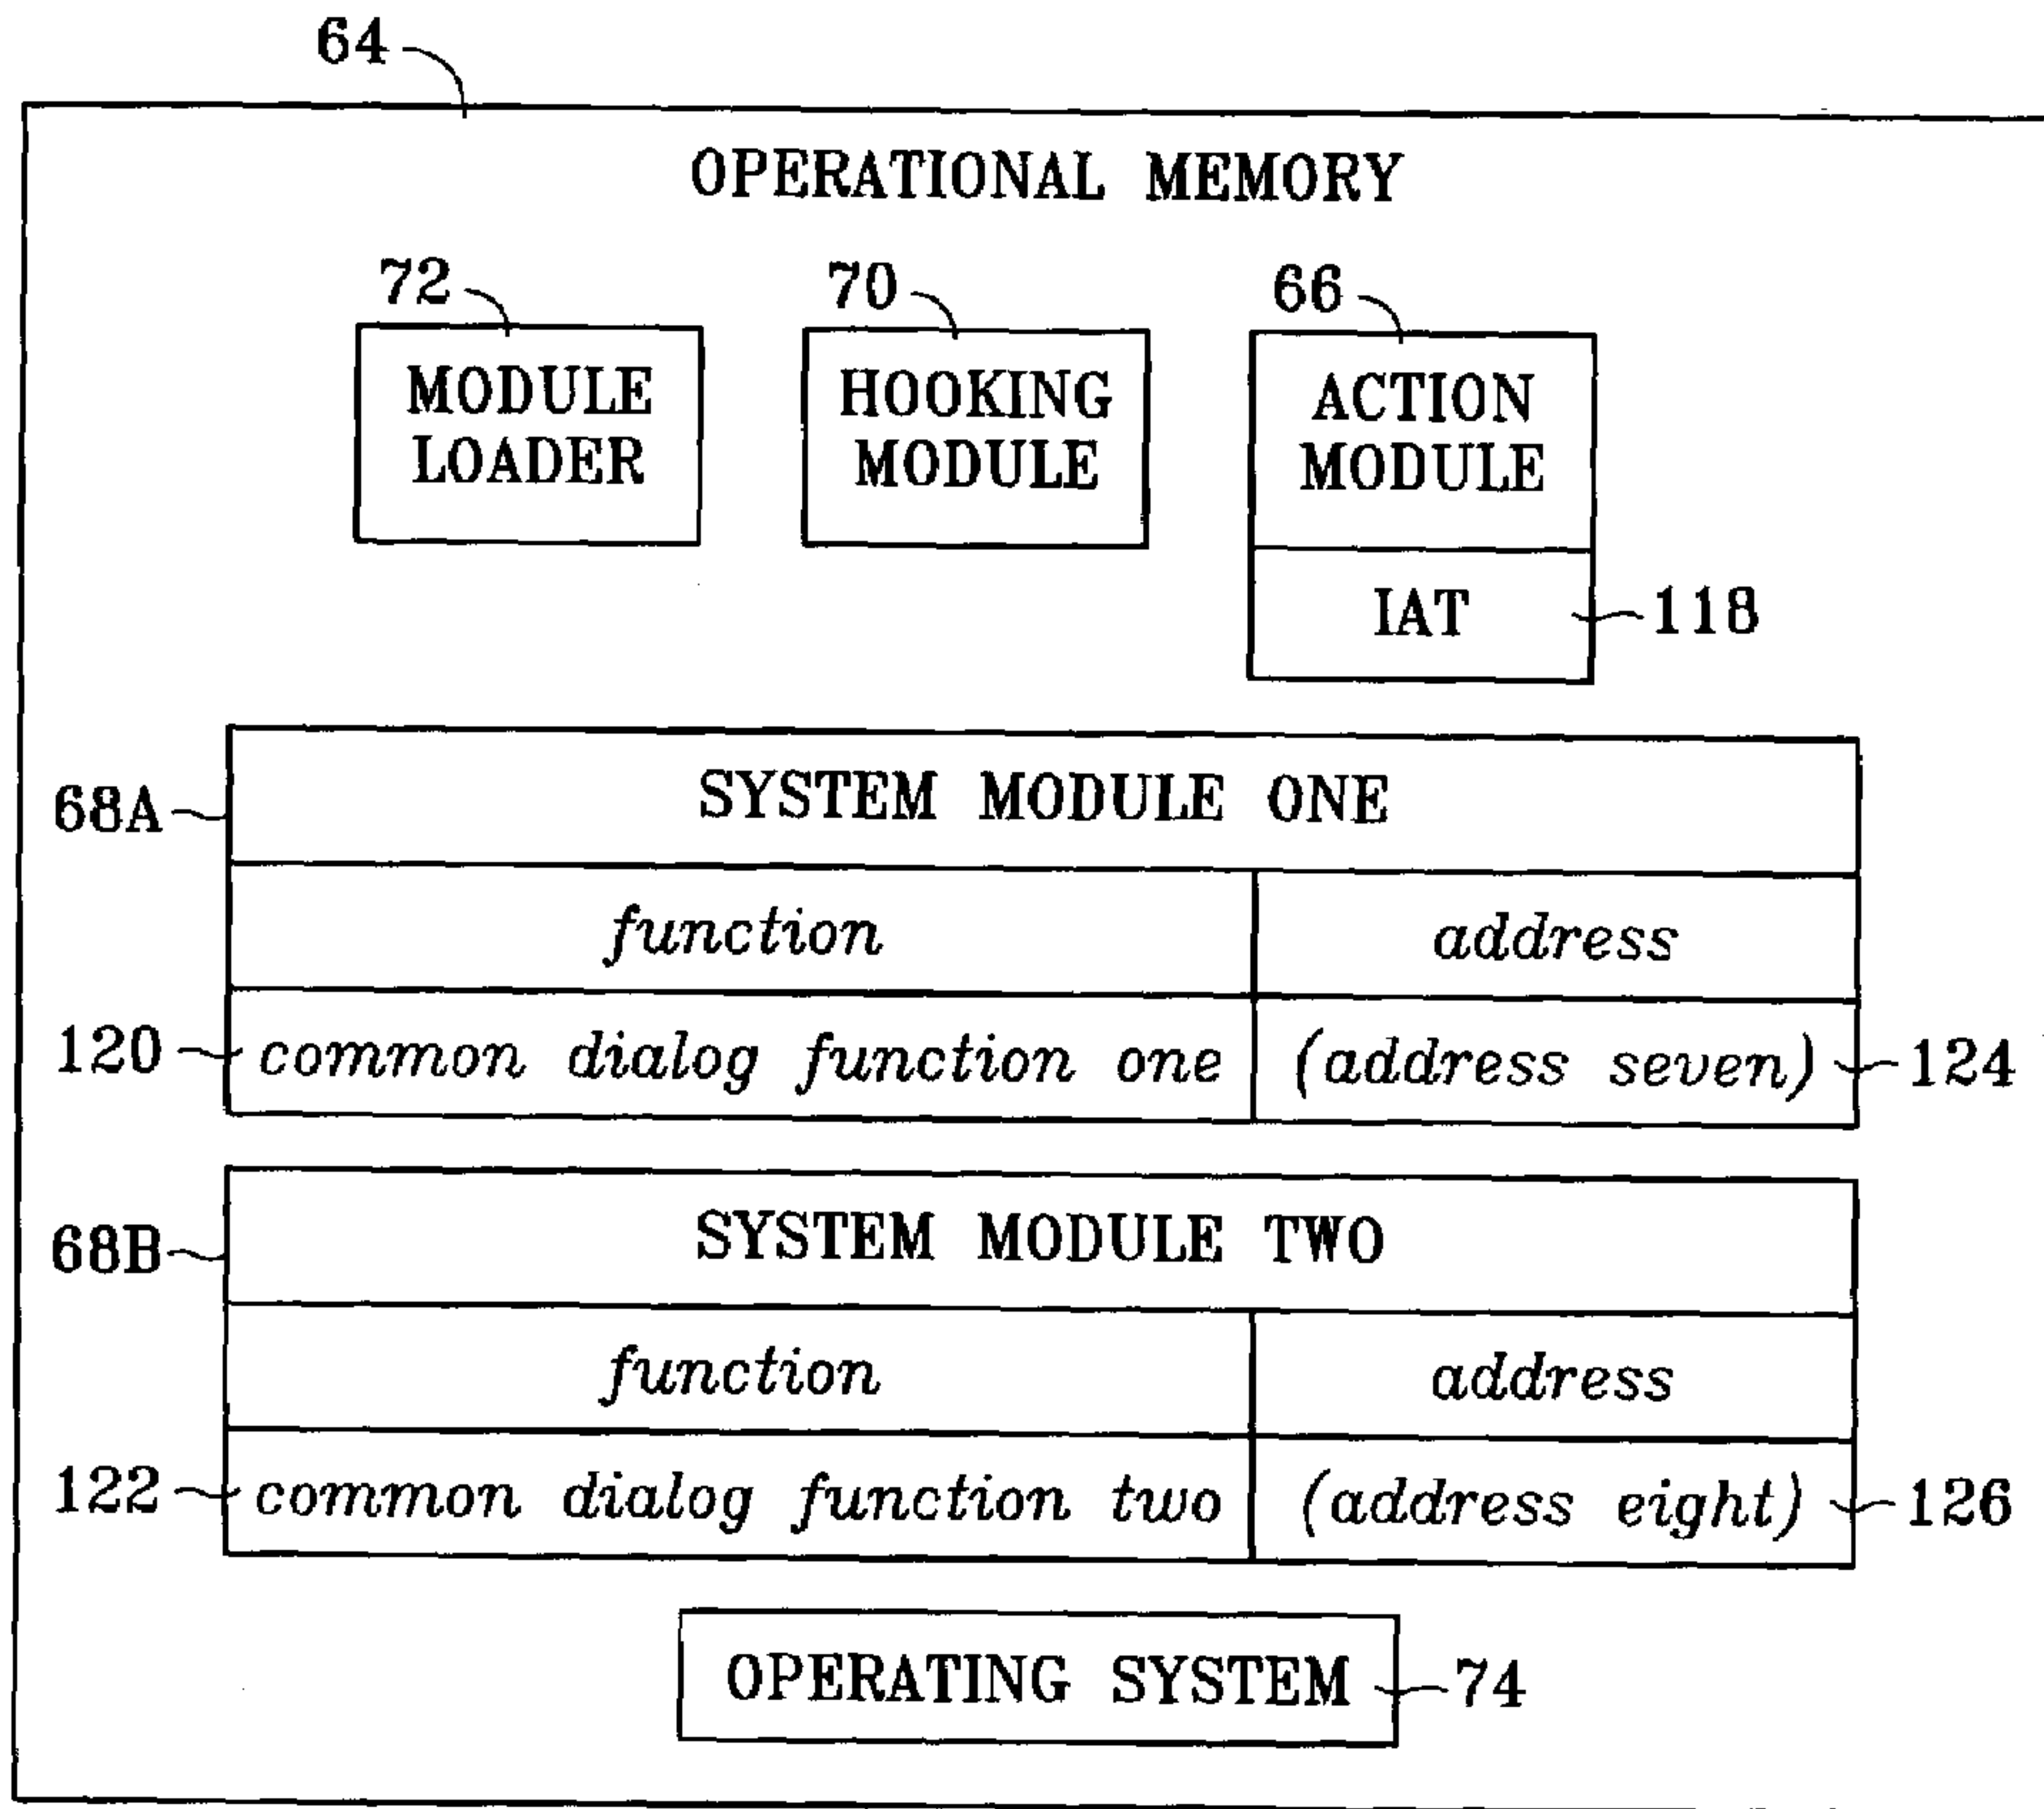 64
OPERATIONAL MEMORY
72
70
66
MODULE
LOADER
HOOKING
MODULE
ACTION
MODULE
IAT
118
68A
SYSTEM MODULE ONE
function
address
120
common dialog function one
(address seven)
124
68B
SYSTEM MODULE TWO
function
address
122
common dialog function two
(address eight)
126
OPERATING SYSTEM
74